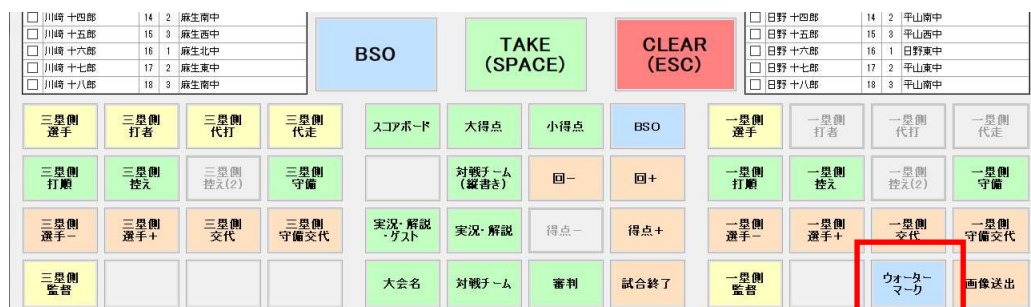 川崎 十四郎 14 2 麻生南中
川崎 十五郎 15 3 麻生西中
川崎 十六郎 16 1 麻生北中
川崎 十七郎 17 2 麻生東中
川崎 十八郎 18 3 麻生南中
BSO
TAKE
(SPACE)
CLEAR
(ESC)
日野 十四郎 14 2 平山南中
日野 十五郎 15 3 平山西中
日野 十六郎 16 1 日野東中
日野 十七郎 17 2 平山東中
日野 十八郎 18 3 平山南中
三塁側
選手
三塁側
打者
三塁側
代打
三塁側
代走
スコアボード
大得点
小得点
BSO
一塁側
選手
一塁側
打者
一塁側
代打
一塁側
代走
三塁側
打順
三塁側
控え
三塁側
控え(2)
三塁側
守備
対戦チーム
(縦書き)
回-
回+
一塁側
打順
一塁側
控え
一塁側
控え(2)
一塁側
守備
三塁側
選手-
三塁側
選手+
三塁側
交代
三塁側
守備交代
実況・解説
・ゲスト
実況・解説
得点-
得点+
一塁側
選手-
一塁側
選手+
一塁側
交代
一塁側
守備交代
三塁側
監督
大会名
対戦チーム
審判
試合終了
一塁側
監督
ウォーター
マーク
画像送出